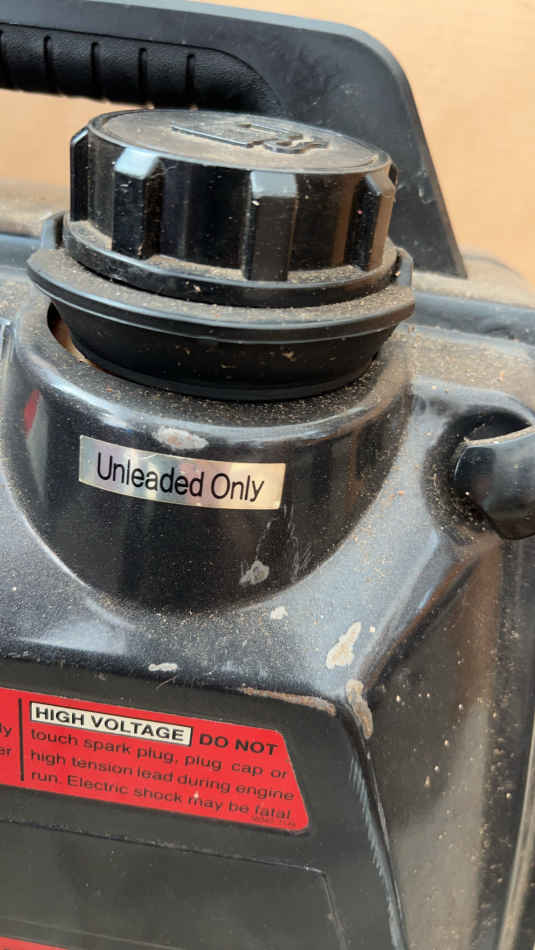 Unleaded Only
HIGH VOLTAGE DO NOT
touch spark plug, plug cap or
high tension lead during engine
run. Electric shock may be fatal